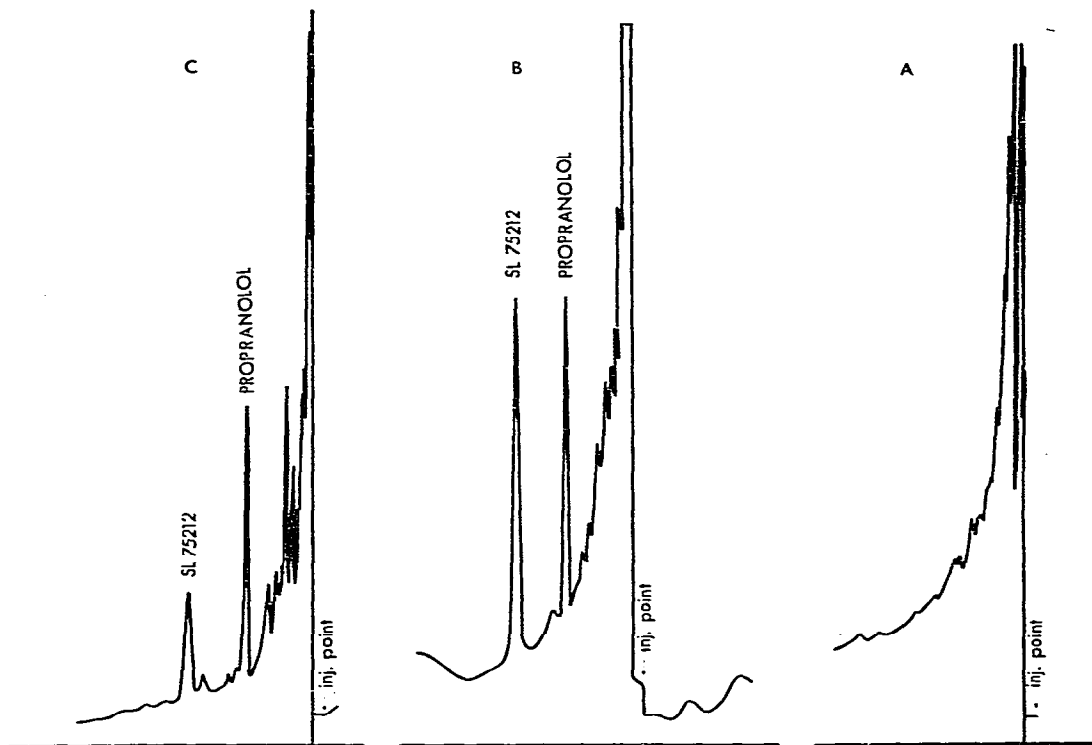 C
B
A
SL 75212
PROPRANOLOL
inj. point
SL 75212
PROPRANOLOL
inj. point
inj. point